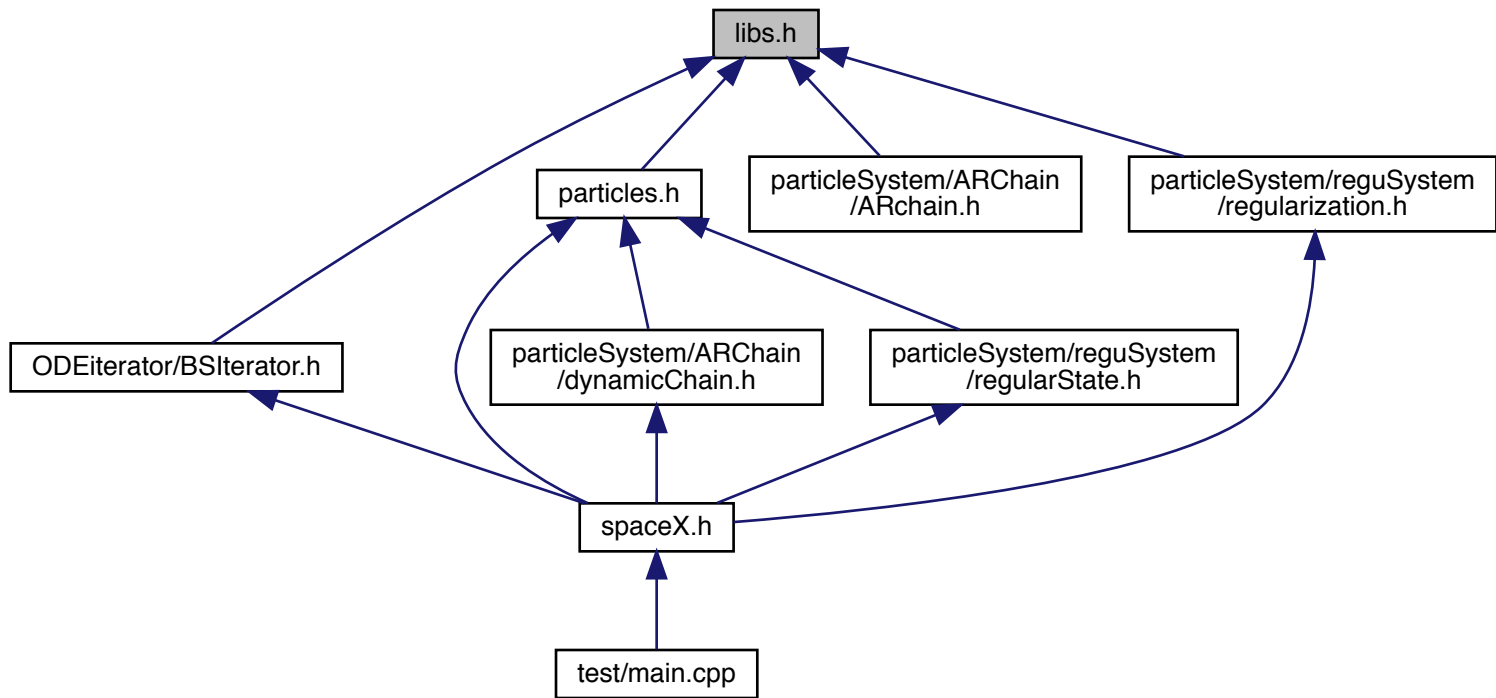 libs.h
particles.h
particleSystem/ARChain
/ARchain.h
particleSystem/reguSystem
/regularization.h
ODEiterator/BSIterator.h
particleSystem/ARChain
/dynamicChain.h
particleSystem/reguSystem
/regularState.h
spaceX.h
test/main.cpp